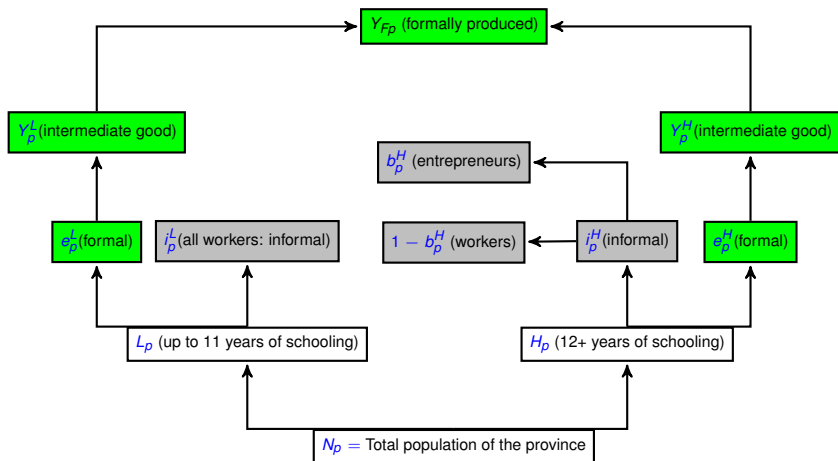 Y_{Fp} (formally produced)
Y_p^L(intermediate good)
Y_p^H(intermediate good)
b_p^H (entrepreneurs)
e_p^L(formal)
i_p^L(all workers: informal)
1 − b_p^H (workers)
i_p^H(informal)
e_p^H(formal)
L_p (up to 11 years of schooling)
H_p (12+ years of schooling)
N_p = Total population of the province